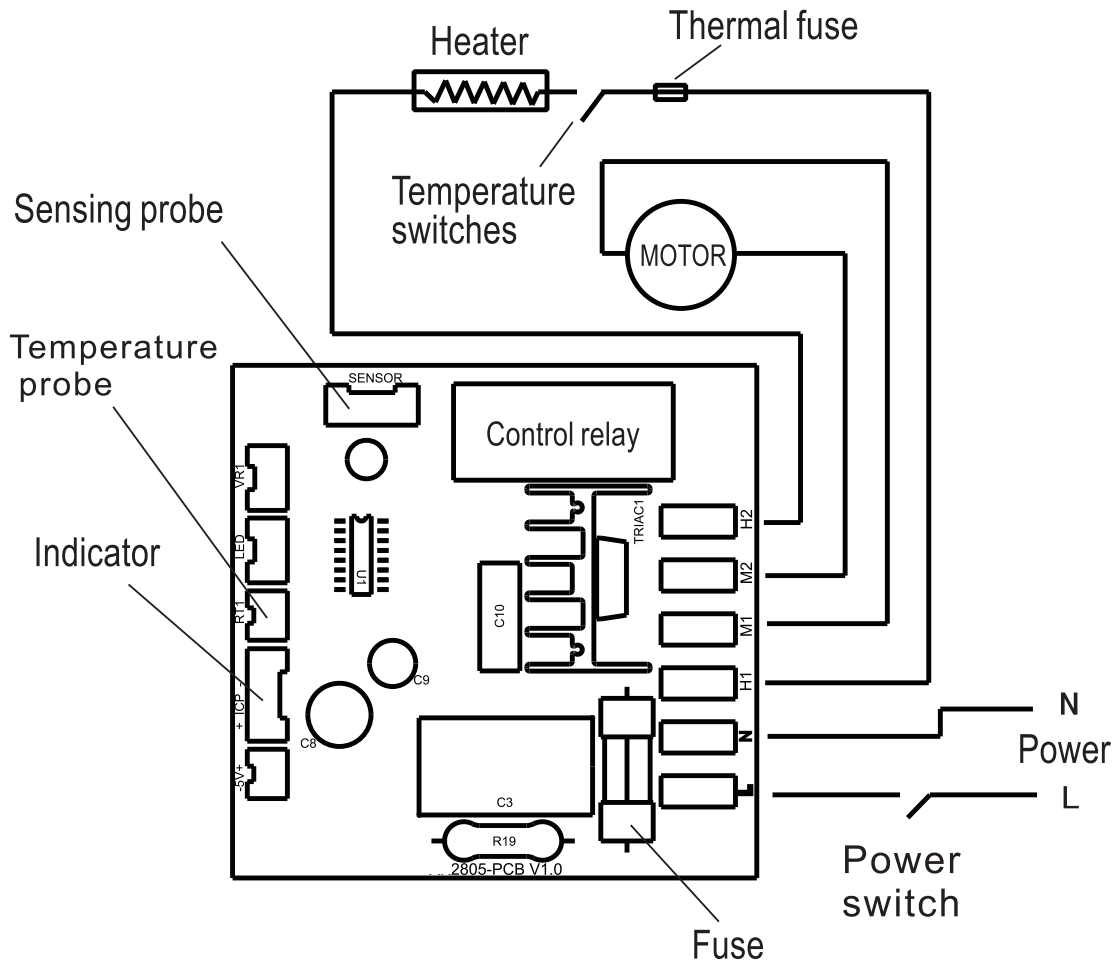 Thermal fuse
Heater
Temperature
switches
Sensing probe
MOTOR
Temperature
probe
SENSOR
Control relay
VR1
TRIAC1
H2
LED
Indicator
U1
M2
RT1
C10
M1
C9
H1
+ ICP -
N
N
C8
Power
-5V+
L
L
C3
R19
2805-PCB V1.0
Power
switch
Fuse